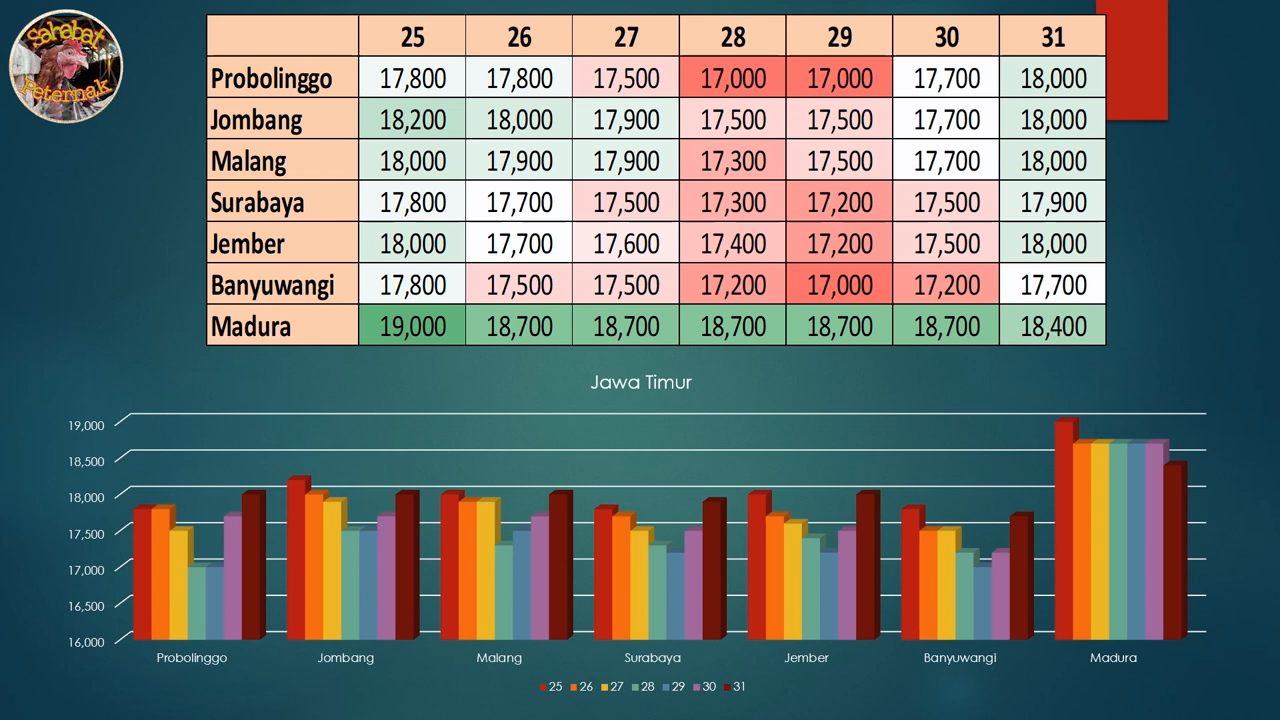 Sahabat
Peternak
25 26 27 28 29 30 31
Probolinggo 17,800 17,800 17,500 17,000 17,000 17,700 18,000
Jombang 18,200 18,000 17,900 17,500 17,500 17,700 18,000
Malang 18,000 17,900 17,900 17,300 17,500 17,700 18,000
Surabaya 17,800 17,700 17,500 17,300 17,200 17,500 17,900
Jember 18,000 17,700 17,600 17,400 17,200 17,500 18,000
Banyuwangi 17,800 17,500 17,500 17,200 17,000 17,200 17,700
Madura 19,000 18,700 18,700 18,700 18,700 18,700 18,400
Jawa Timur
19,000
18,500
18,000
17,500
17,000
16,500
16,000
Probolinggo Jombang Malang Surabaya Jember Banyuwangi Madura
25 26 27 28 29 30 31